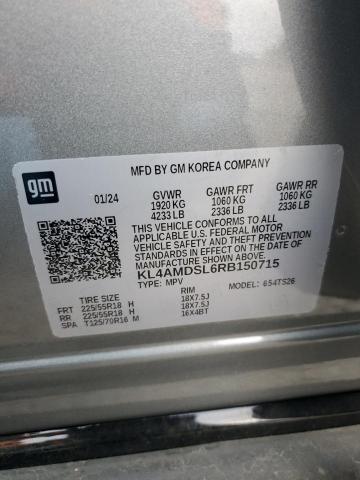 gm
MFD BY GM KOREA COMPANY
01/24 GVWR GAWR FRT GAWR RR
1920 KG 1060 KG 1060 KG
4233 LB 2336 LB 2336 LB
THIS VEHICLE CONFORMS TO ALL
APPLICABLE U.S. FEDERAL MOTOR
VEHICLE SAFETY AND THEFT PREVENTION
STANDARDS IN EFFECT ON THE DATE OF
MANUFACTURE SHOWN ABOVE.
KL4AMDSL6RB150715
TYPE: MPV MODEL: 654TS26
TIRE SIZE RIM
FRT 225/55R18 H 18X7.5J
RR 225/55R18 H 18X7.5J
SPA T125/70R16 M 16X4BT